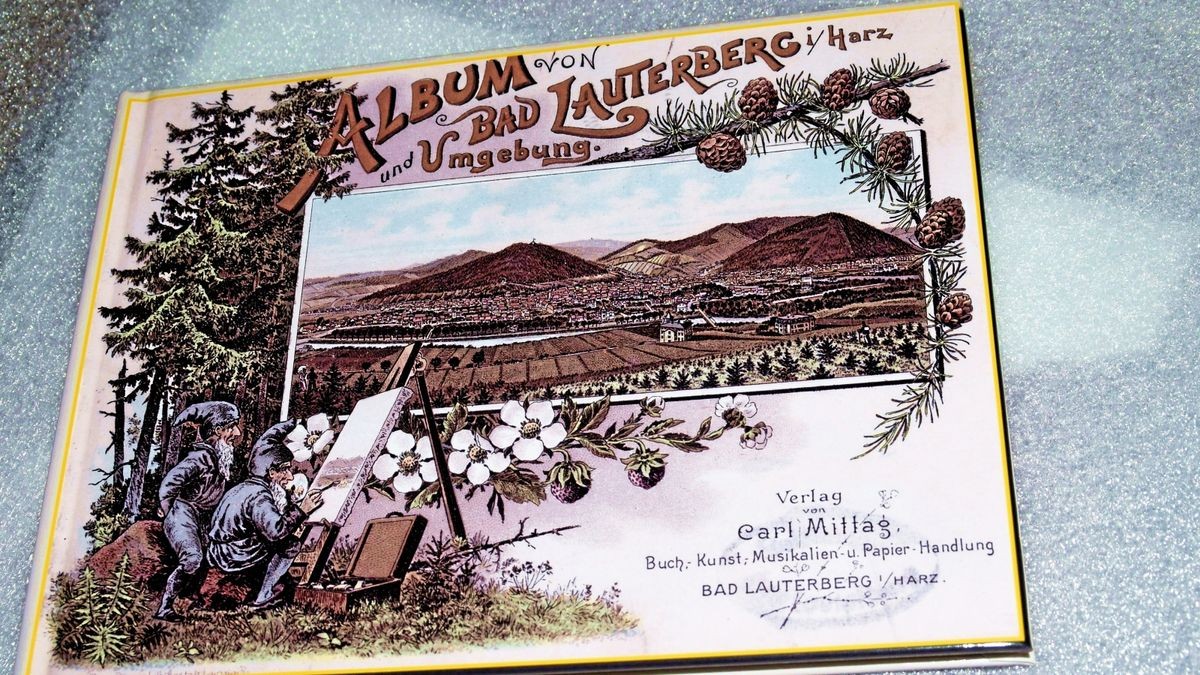 ALBUM VON
BAD LAUTERBERG i/Harz
und Umgebung.
Verlag
von
Carl Mittag,
Buch,- Kunst,- Musikalien- u. Papier-Handlung
BAD LAUTERBERG I/HARZ.